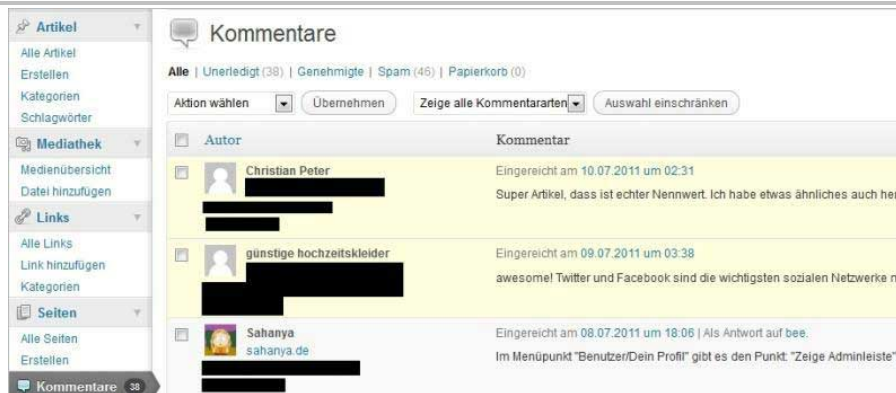 Artikel
Alle Artikel
Erstellen
Kategorien
Schlagwörter
Mediathek
Medienübersicht
Datei hinzufügen
Links
Alle Links
Link hinzufügen
Kategorien
Seiten
Alle Seiten
Erstellen
Kommentare 38
Kommentare
Alle | Unerledigt (38) | Genehmigte | Spam (46) | Papierkorb (0)
Aktion wählen Übernehmen Zeige alle Kommentararten Auswahl einschränken
Autor Kommentar
Christian Peter Eingereicht am 10.07.2011 um 02:31
Super Artikel, dass ist echter Nennwert. Ich habe etwas ähnliches auch
günstige hochzeitskleider Eingereicht am 09.07.2011 um 03:38
awesome! Twitter und Facebook sind die wichtigsten sozialen Netzwerke
Sahanya Eingereicht am 08.07.2011 um 18:06 | Als Antwort auf bee.
sahanya.de
Im Menüpunkt "Benutzer/Dein Profil" gibt es den Punkt: "Zeige Adminleiste"